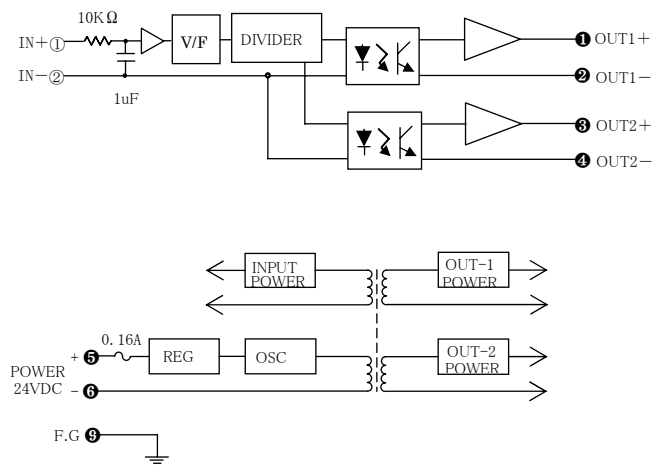 10KΩ
IN+①
V/F
DIVIDER
❶ OUT1+
IN−②
❷ OUT1−
1uF
❸ OUT2+
❹ OUT2−
INPUT
POWER
OUT-1
POWER
0.16A
+ ❺
REG
OSC
OUT-2
POWER
POWER
24VDC
- ❻
F.G ❾